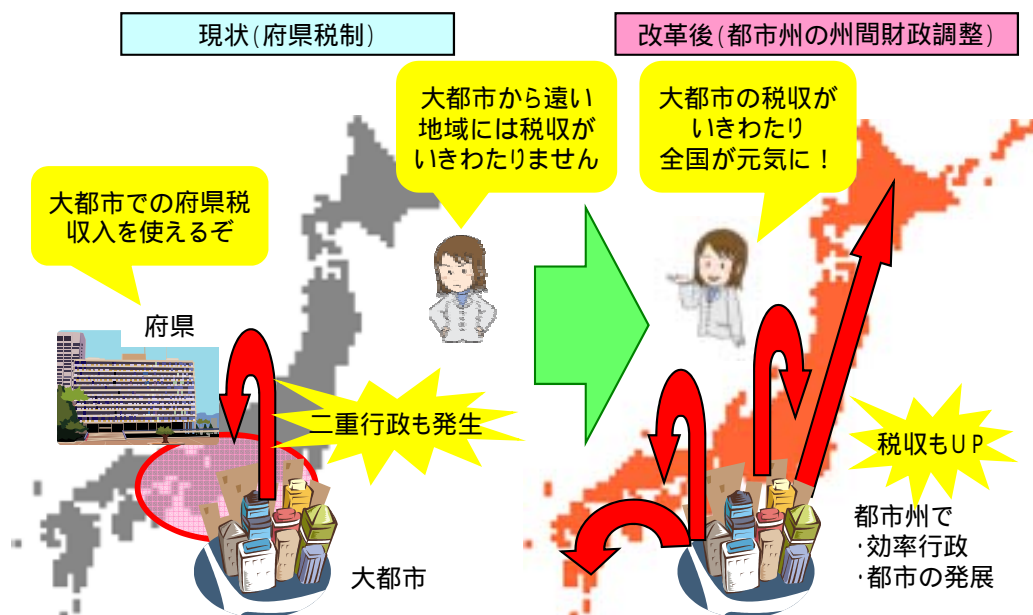 現状(府県税制)
改革後(都市州の州間財政調整)
大都市から遠い
地域には税収が
いきわたりません
大都市の税収が
いきわたり
全国が元気に!
大都市での府県税
収入を使えるぞ
府県
二重行政も発生
税収もUP
大都市
都市州で
・効率行政
・都市の発展